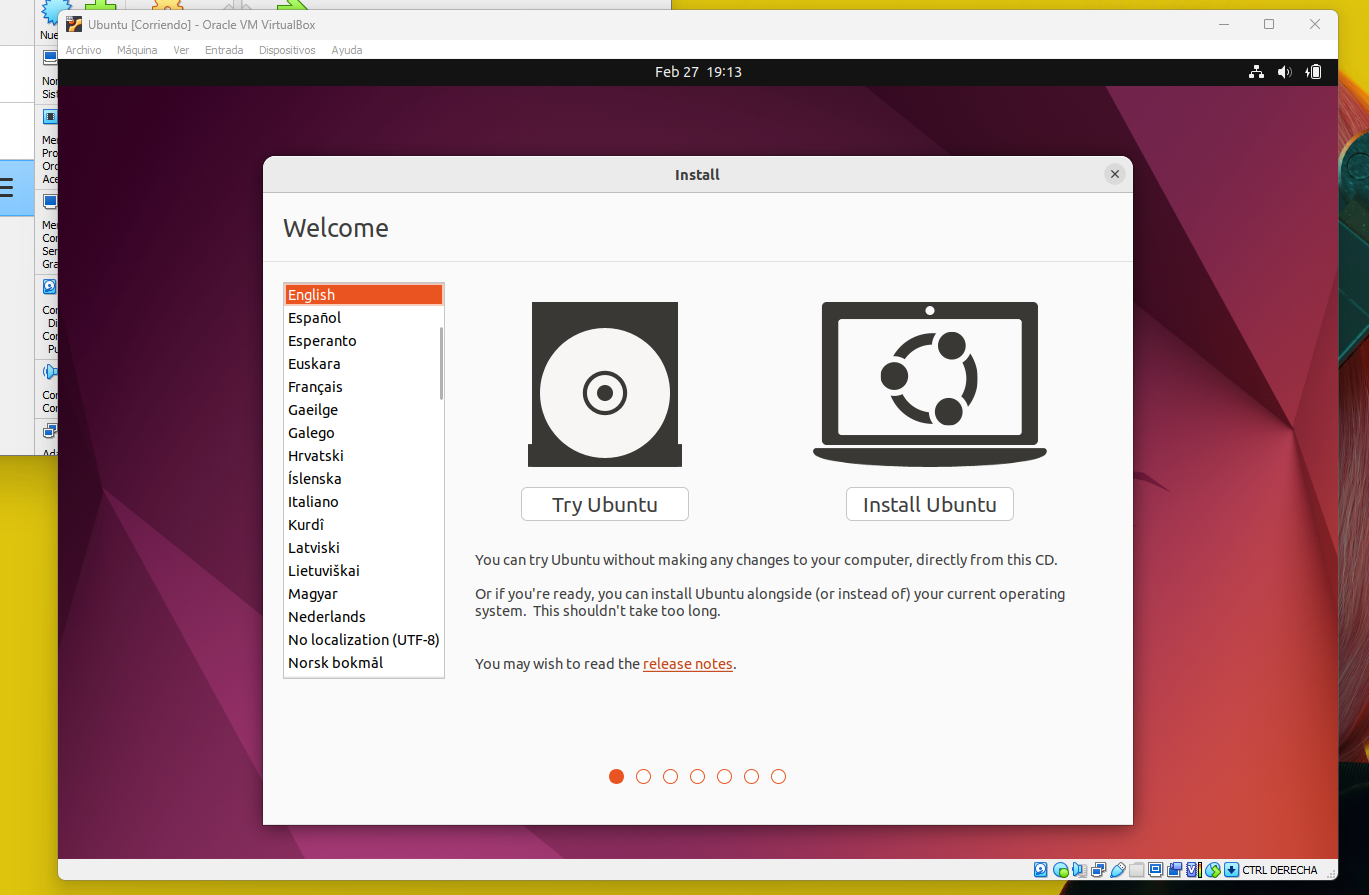 Nue
Ubuntu [Corriendo] - Oracle VM VirtualBox
Archivo Máquina Ver Entrada Dispositivos Ayuda
Feb 27 19:13
Install
Welcome
English
Español
Esperanto
Euskara
Français
Gaeilge
Galego
Hrvatski
Íslenska
Italiano
Kurdî
Latviski
Lietuviškai
Magyar
Nederlands
No localization (UTF-8)
Norsk bokmål
Try Ubuntu
Install Ubuntu
You can try Ubuntu without making any changes to your computer, directly from this CD.
Or if you're ready, you can install Ubuntu alongside (or instead of) your current operating
system. This shouldn't take too long.
You may wish to read the release notes.
CTRL DERECHA